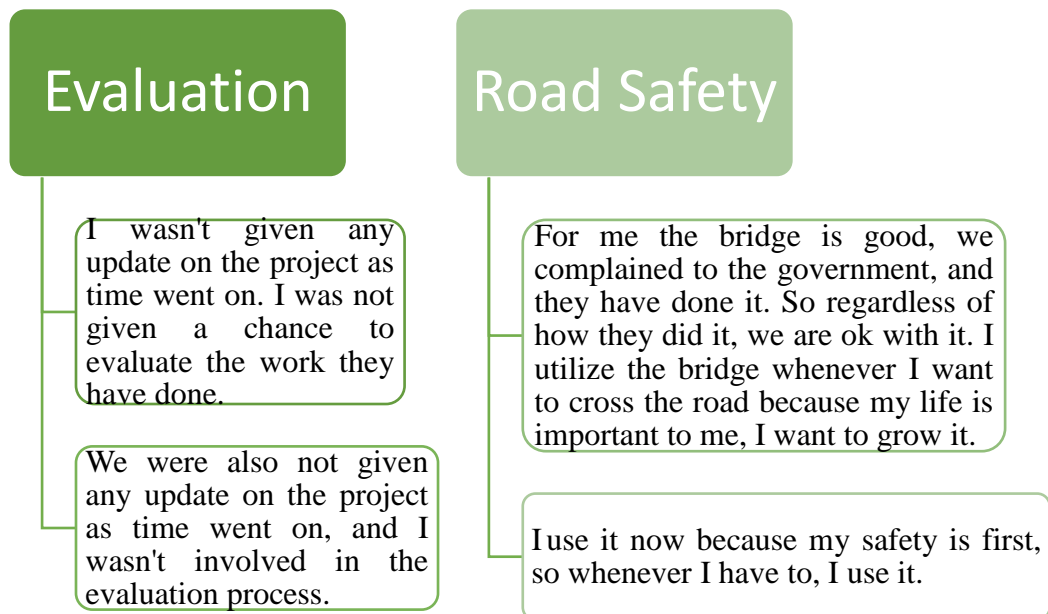 Evaluation
I wasn't given any
update on the project as
time went on. I was not
given a chance to
evaluate the work they
have done.
We were also not given
any update on the project
as time went on, and I
wasn't involved in the
evaluation process.
Road Safety
For me the bridge is good, we
complained to the government, and
they have done it. So regardless of
how they did it, we are ok with it. I
utilize the bridge whenever I want
to cross the road because my life is
important to me, I want to grow it.
I use it now because my safety is first,
so whenever I have to, I use it.